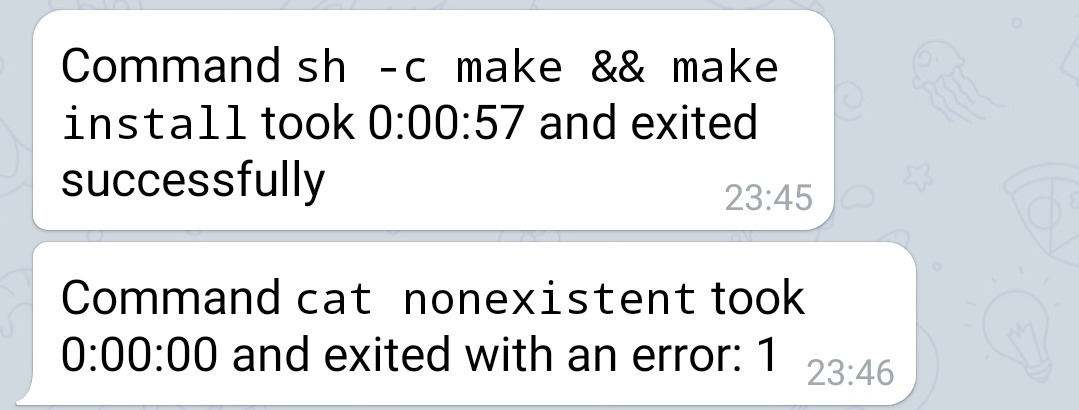 Command sh -c make && make
install took 0:00:57 and exited
successfully
23:45
Command cat nonexistent took
0:00:00 and exited with an error: 1
23:46